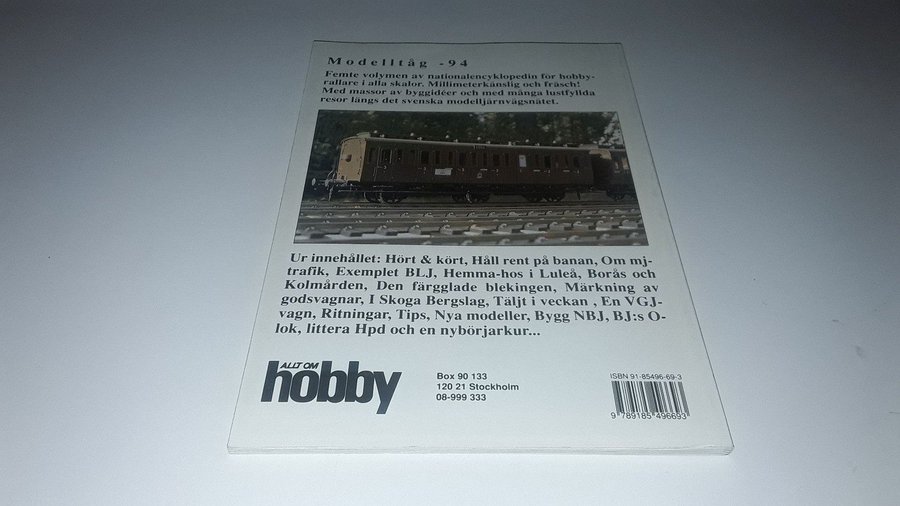 Modelltåg -94
Femte volymen av nationalencyklopedin för hobby-
rallare i alla skalor. Millimeterkänslig och fräsch!
Med massor av byggidéer och med många lustfyllda
resor längs det svenska modelljärnvägsnätet.
Ur innehållet: Hört & kört, Håll rent på banan, Om mj-
trafik, Exemplet BLJ, Hemma-hos i Luleå, Borås och
Kolmården, Den färgglade blekingen, Märkning av
godsvagnar, I Skoga Bergslag, Täljt i veckan , En VGJ-
vagn, Ritningar, Tips, Nya modeller, Bygg NBJ, BJ:s O-
lok, littera Hpd och en nybörjarkur...
ALLT OM
hobby
Box 90 133
120 21 Stockholm
08-999 333
ISBN 91-85496-69-3
9 789185 496693